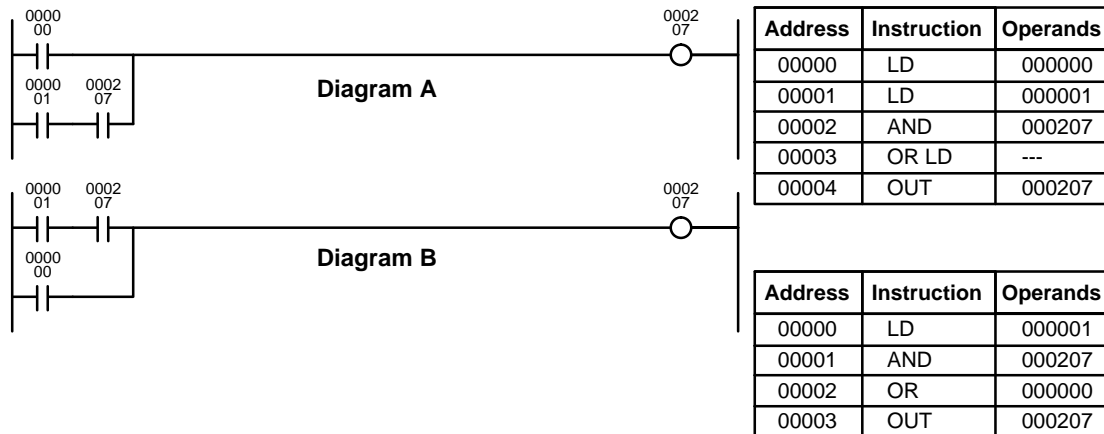 0000
00
0002
07
0000
01
0002
07
Diagram A
Address Instruction Operands
00000 LD 000000
00001 LD 000001
00002 AND 000207
00003 OR LD ---
00004 OUT 000207
0000
01
0002
07
0002
07
0000
00
Diagram B
Address Instruction Operands
00000 LD 000001
00001 AND 000207
00002 OR 000000
00003 OUT 000207